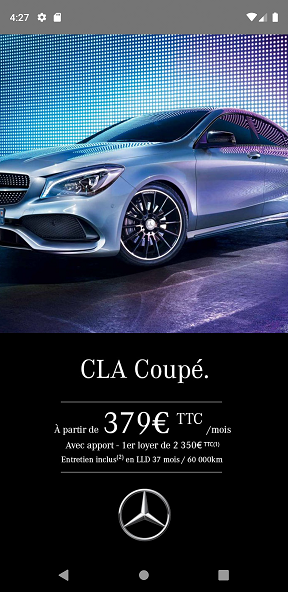 4:27
CLA Coupé.
À partir de 379€ TTC /mois
Avec apport - 1er loyer de 2 350€ TTC(1)
Entretien inclus(2) en LLD 37 mois / 60 000km